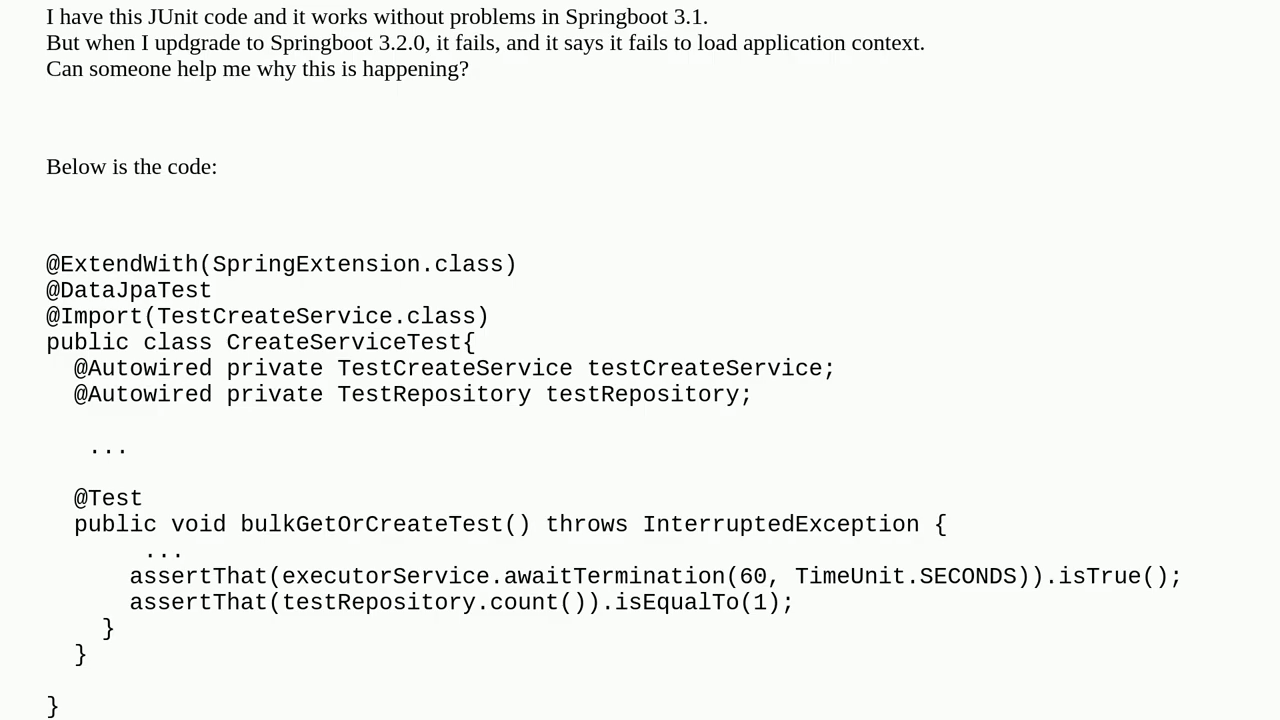 I have this JUnit code and it works without problems in Springboot 3.1.
But when I updgrade to Springboot 3.2.0, it fails, and it says it fails to load application context.
Can someone help me why this is happening?
Below is the code:
@ExtendWith(SpringExtension.class)
@DataJpaTest
@Import(TestCreateService.class)
public class CreateServiceTest{
  @Autowired private TestCreateService testCreateService;
  @Autowired private TestRepository testRepository;
   ...
  @Test
  public void bulkGetOrCreateTest() throws InterruptedException {
       ...
      assertThat(executorService.awaitTermination(60, TimeUnit.SECONDS)).isTrue();
      assertThat(testRepository.count()).isEqualTo(1);
    }
  }
}